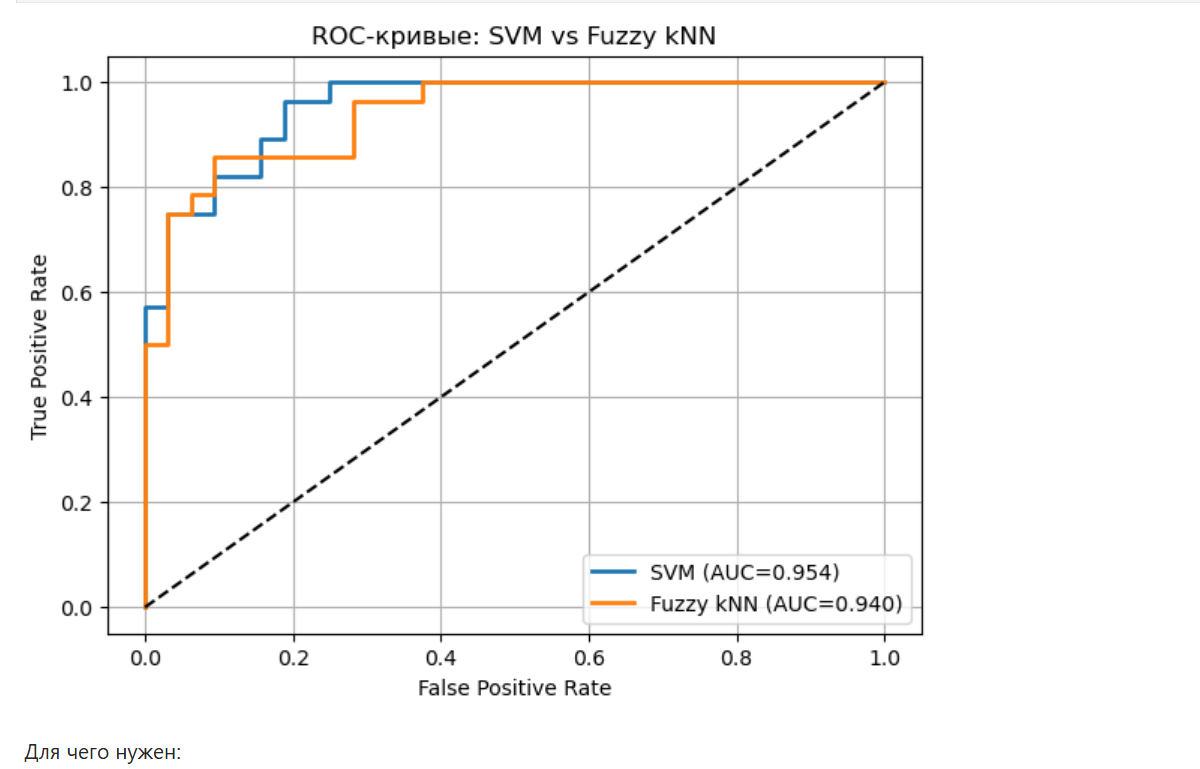 ROC-кривые: SVM vs Fuzzy kNN
1.0
0.8
0.6
0.4
0.2
0.0
True Positive Rate
SVM (AUC=0.954)
Fuzzy kNN (AUC=0.940)
0.0 0.2 0.4 0.6 0.8 1.0
False Positive Rate
Для чего нужен: